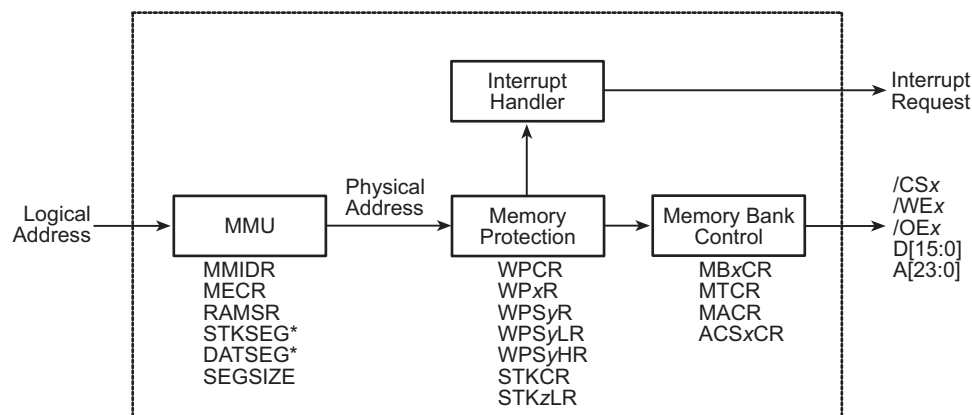 Interrupt
Handler
Interrupt
Request
Logical
Address
MMU
Physical
Address
Memory
Protection
Memory Bank
Control
/CSx
/WEx
/OEx
D[15:0]
A[23:0]
MMIDR
MECR
RAMSR
STKSEG*
DATSEG*
SEGSIZE
WPCR
WPxR
WPSyR
WPSyLR
WPSyHR
STKCR
STKzLR
MBxCR
MTCR
MACR
ACSxCR